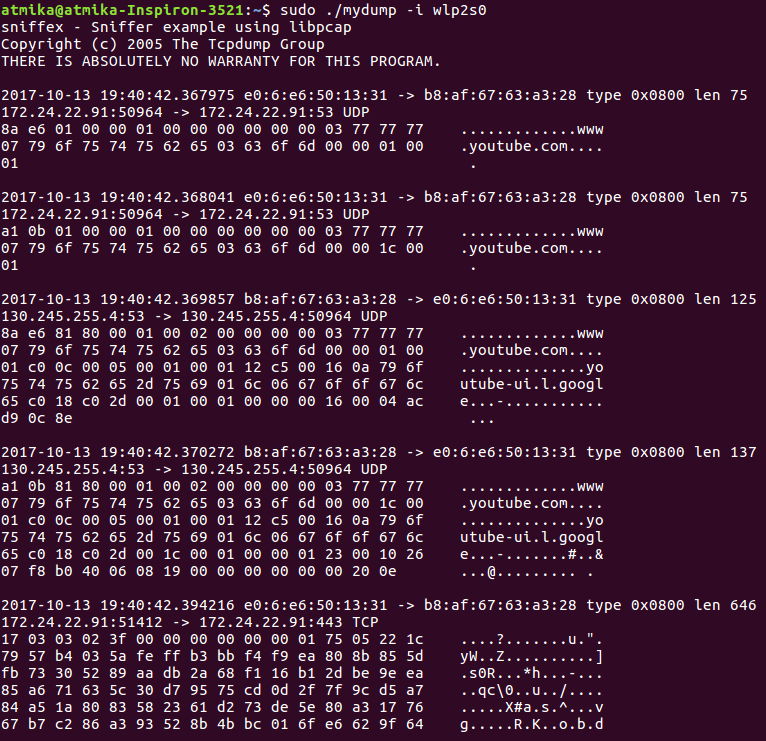 atmika@atmika-Inspiron-3521:~$ sudo ./mydump -i wlp2s0
sniffex - Sniffer example using libpcap
Copyright (c) 2005 The Tcpdump Group
THERE IS ABSOLUTELY NO WARRANTY FOR THIS PROGRAM.

2017-10-13 19:40:42.367975 e0:6:e6:50:13:31 -> b8:af:67:63:a3:28 type 0x0800 len 75
172.24.22.91:50964 -> 172.24.22.91:53 UDP
8a e6 01 00 00 01 00 00 00 00 00 00 03 77 77 77    .............www
07 79 6f 75 74 75 62 65 03 63 6f 6d 00 00 01 00    .youtube.com....
01                                                 .

2017-10-13 19:40:42.368041 e0:6:e6:50:13:31 -> b8:af:67:63:a3:28 type 0x0800 len 75
172.24.22.91:50964 -> 172.24.22.91:53 UDP
a1 0b 01 00 00 01 00 00 00 00 00 00 03 77 77 77    .............www
07 79 6f 75 74 75 62 65 03 63 6f 6d 00 00 1c 00    .youtube.com....
01                                                 .

2017-10-13 19:40:42.369857 b8:af:67:63:a3:28 -> e0:6:e6:50:13:31 type 0x0800 len 125
130.245.255.4:53 -> 130.245.255.4:50964 UDP
8a e6 81 80 00 01 00 02 00 00 00 00 03 77 77 77    .............www
07 79 6f 75 74 75 62 65 03 63 6f 6d 00 00 01 00    .youtube.com....
01 c0 0c 00 05 00 01 00 01 12 c5 00 16 0a 79 6f    ..............yo
75 74 75 62 65 2d 75 69 01 6c 06 67 6f 6f 67 6c    utube-ui.l.googl
65 c0 18 c0 2d 00 01 00 01 00 00 00 16 00 04 ac    e...-...........
d9 0c 8e                                           ...

2017-10-13 19:40:42.370272 b8:af:67:63:a3:28 -> e0:6:e6:50:13:31 type 0x0800 len 137
130.245.255.4:53 -> 130.245.255.4:50964 UDP
a1 0b 81 80 00 01 00 02 00 00 00 00 03 77 77 77    .............www
07 79 6f 75 74 75 62 65 03 63 6f 6d 00 00 1c 00    .youtube.com....
01 c0 0c 00 05 00 01 00 01 12 c5 00 16 0a 79 6f    ..............yo
75 74 75 62 65 2d 75 69 01 6c 06 67 6f 6f 67 6c    utube-ui.l.googl
65 c0 18 c0 2d 00 1c 00 01 00 00 01 23 00 10 26    e...-.......#..&
07 f8 b0 40 06 08 19 00 00 00 00 00 00 20 0e       ...@......... .

2017-10-13 19:40:42.394216 e0:6:e6:50:13:31 -> b8:af:67:63:a3:28 type 0x0800 len 646
172.24.22.91:51412 -> 172.24.22.91:443 TCP
17 03 03 02 3f 00 00 00 00 00 00 01 75 05 22 1c    ....?.......u.".
79 57 b4 03 5a fe ff b3 bb f4 f9 ea 80 8b 85 5d    yW..Z..........]
fb 73 30 52 89 aa db 2a 68 f1 16 b1 2d be 9e ea    .s0R...*h...-...
85 a6 71 63 5c 30 d7 95 75 cd 0d 2f 7f 9c d5 a7    ..qc\0..u../....
84 a5 1a 80 83 58 23 61 d2 73 de 5e 80 a3 17 76    .....X#a.s.^...v
67 b7 c2 86 a3 93 52 8b 4b bc 01 6f e6 62 9f 64    g.....R.K..o.b.d